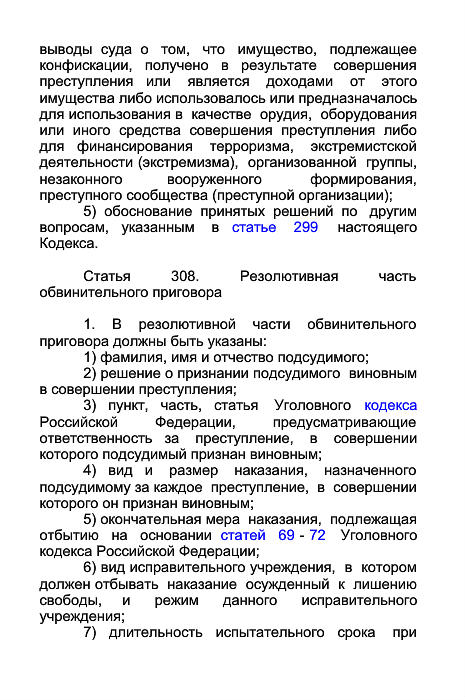 выводы суда о том, что имущество, подлежащее
конфискации, получено в результате совершения
преступления или является доходами от этого
имущества либо использовалось или предназначалось
для использования в качестве орудия, оборудования
или иного средства совершения преступления либо
для финансирования терроризма, экстремистской
деятельности (экстремизма), организованной группы,
незаконного вооруженного формирования,
преступного сообщества (преступной организации);
5) обоснование принятых решений по другим
вопросам, указанным в статье 299 настоящего
Кодекса.
Статья 308. Резолютивная часть
обвинительного приговора
1. В резолютивной части обвинительного
приговора должны быть указаны:
1) фамилия, имя и отчество подсудимого;
2) решение о признании подсудимого виновным
в совершении преступления;
3) пункт, часть, статья Уголовного кодекса
Российской Федерации, предусматривающие
ответственность за преступление, в совершении
которого подсудимый признан виновным;
4) вид и размер наказания, назначенного
подсудимому за каждое преступление, в совершении
которого он признан виновным;
5) окончательная мера наказания, подлежащая
отбытию на основании статей 69 - 72 Уголовного
кодекса Российской Федерации;
6) вид исправительного учреждения, в котором
должен отбывать наказание осужденный к лишению
свободы, и режим данного исправительного
учреждения;
7) длительность испытательного срока при